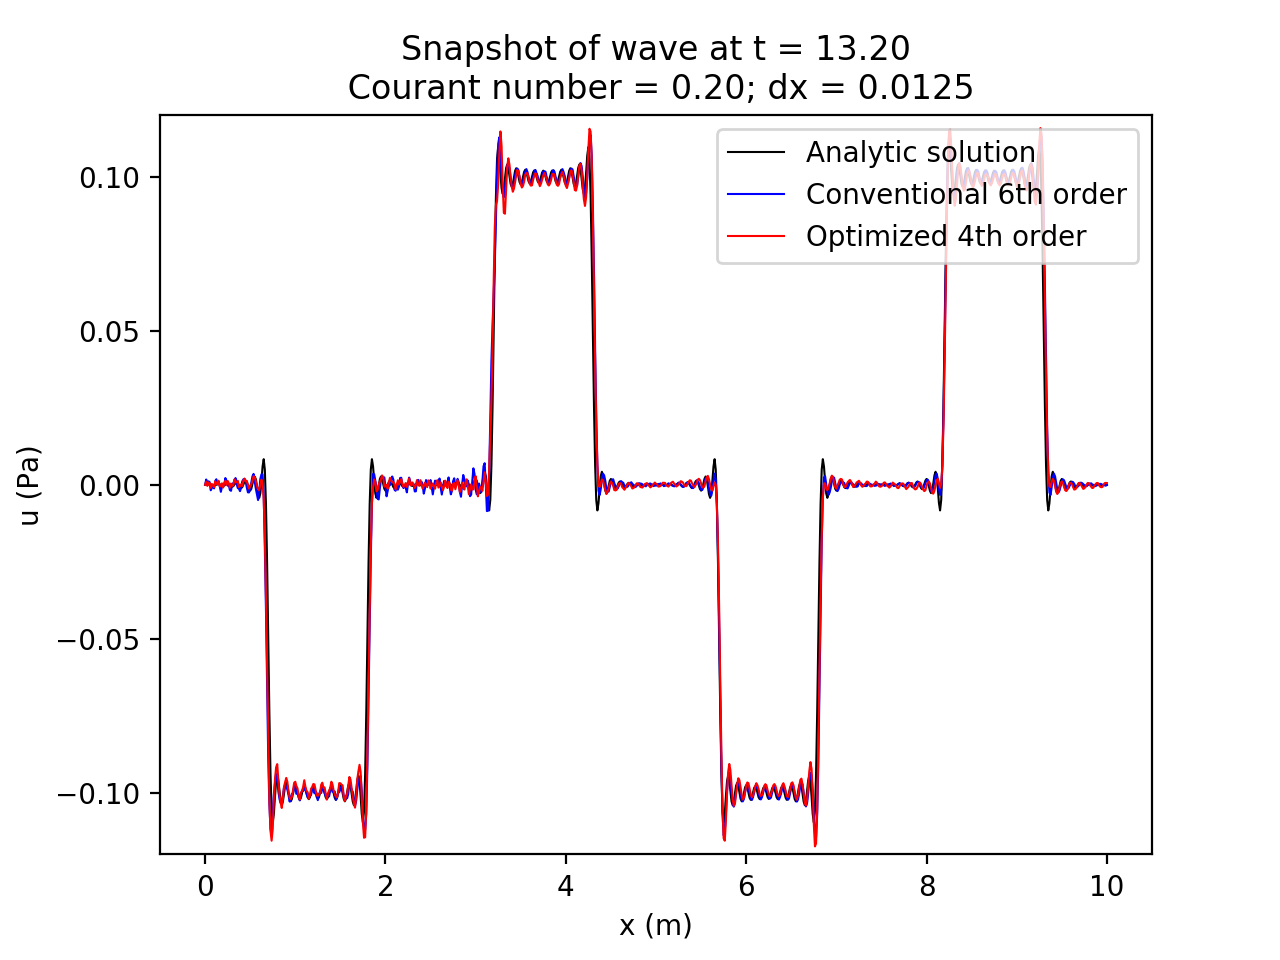 Snapshot of wave at t = 13.20
Courant number = 0.20; dx = 0.0125
Analytic solution
Conventional 6th order
Optimized 4th order
0.10
0.05
0.00
−0.05
−0.10
u (Pa)
0 2 4 6 8 10
x (m)